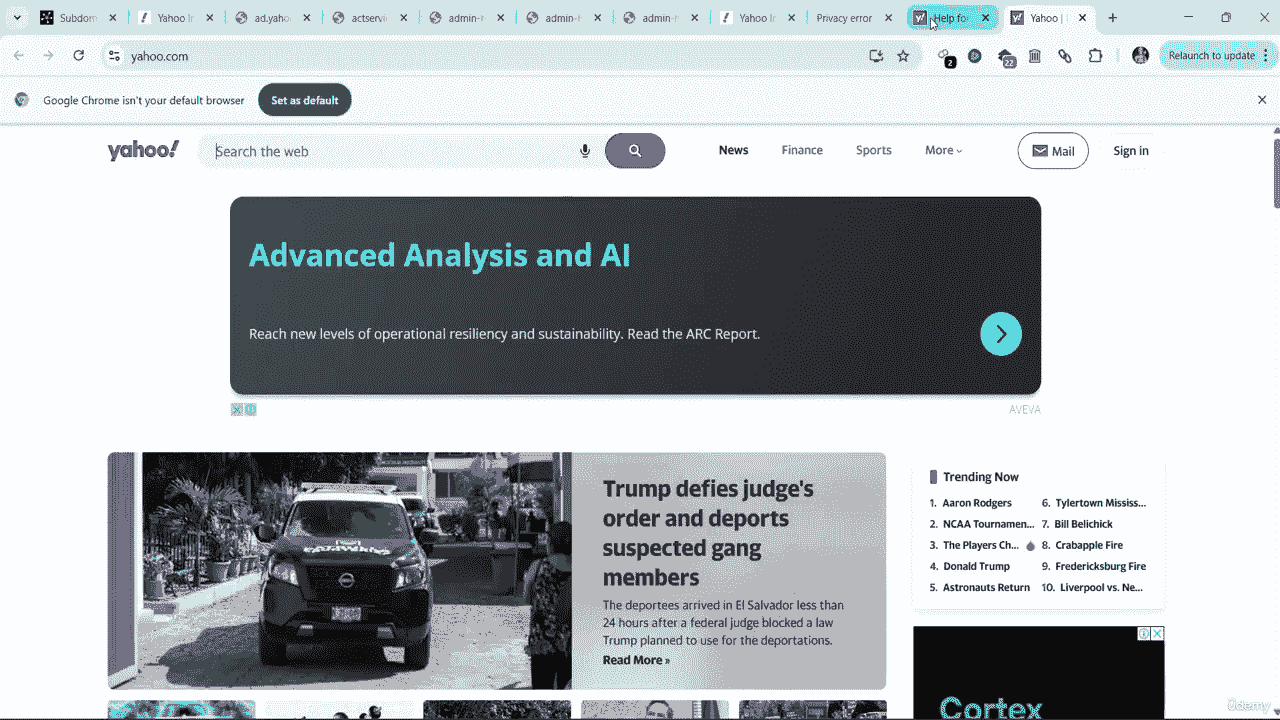 Subdom
Yahoo Ir
ads.yaho
actservi
admin-r
admin-
admin-r
Yahoo Ir
Privacy error
Help fo
Yahoo |
yahoo.com
2
22
Relaunch to update
Google Chrome isn't your default browser
Set as default
yahoo!
Search the web
News
Finance
Sports
More
Mail
Sign in
Advanced Analysis and AI
Reach new levels of operational resiliency and sustainability. Read the ARC Report.
AVEVA
Trump defies judge's
order and deports
suspected gang
members
The deportees arrived in El Salvador less than
24 hours after a federal judge blocked a law
Trump planned to use for the deportations.
Read More »
Trending Now
1. Aaron Rodgers
2. NCAA Tournamen...
3. The Players Ch...
4. Donald Trump
5. Astronauts Return
6. Tylertown Mississ...
7. Bill Belichick
8. Crabapple Fire
9. Fredericksburg Fire
10. Liverpool vs. Ne...
Cortex
ûdemy